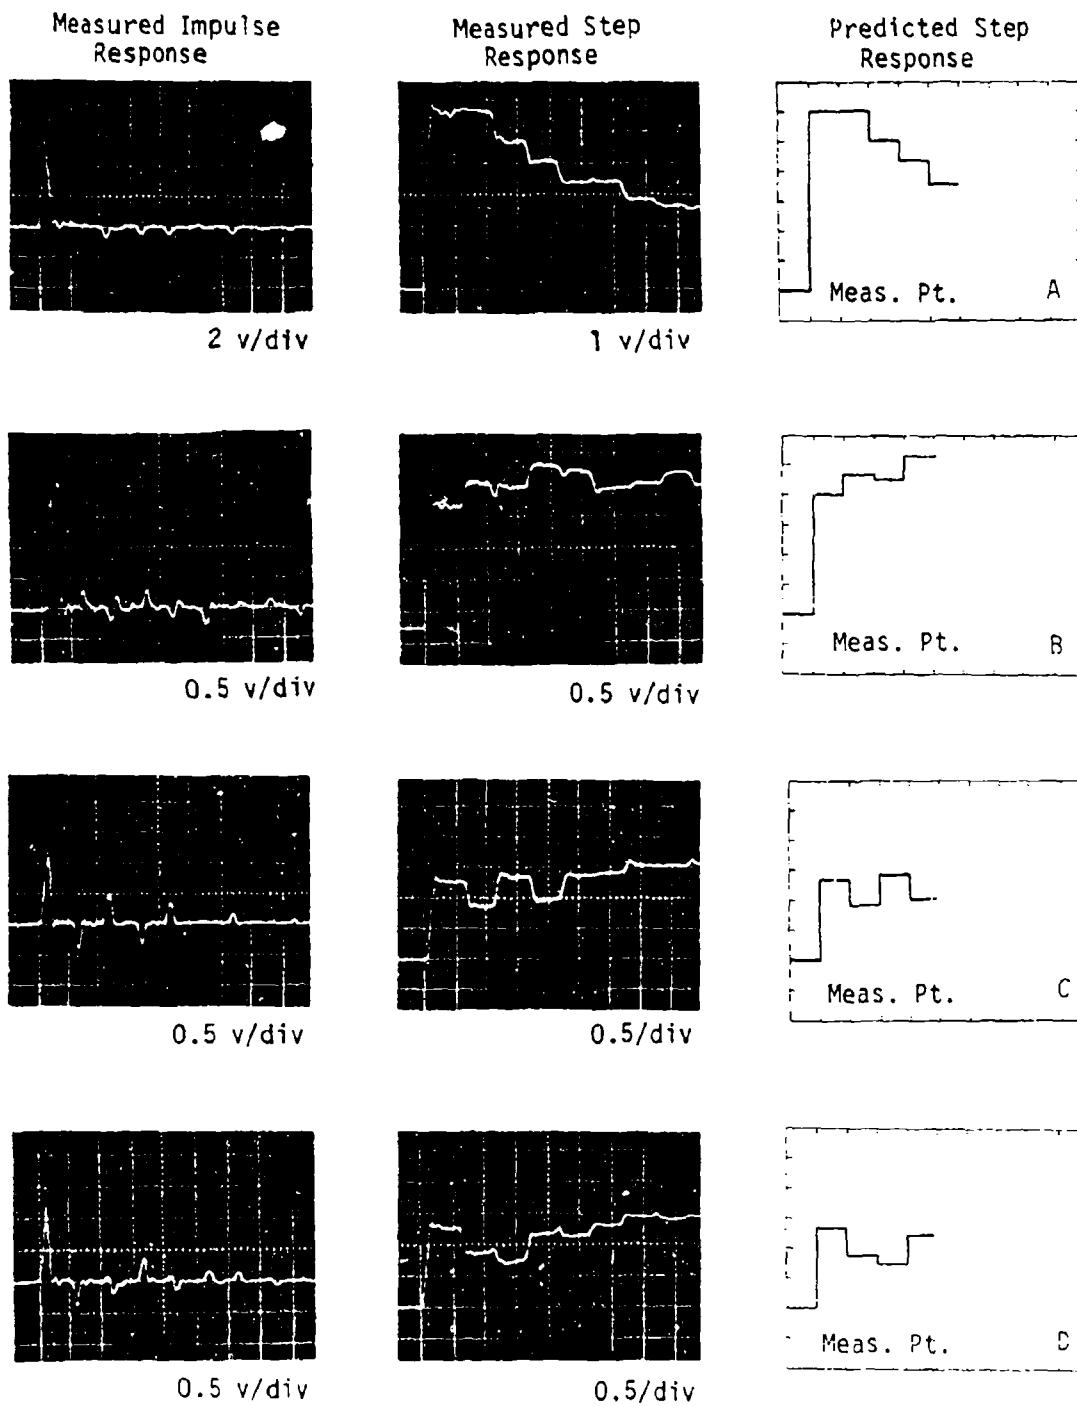 Measured Impulse
Response
Measured Step
Response
Predicted Step
Response
2 v/div
1 v/div
Meas. Pt. A
0.5 v/div
0.5 v/div
Meas. Pt. B
0.5 v/div
0.5/div
Meas. Pt. C
0.5 v/div
0.5/div
Meas. Pt. D